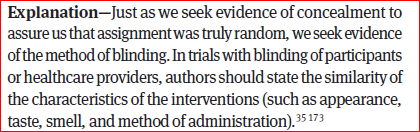 Explanation—Just as we seek evidence of concealment to
assure us that assignment was truly random, we seek evidence
of the method of blinding. In trials with blinding of participants
or healthcare providers, authors should state the similarity of
the characteristics of the interventions (such as appearance,
taste, smell, and method of administration).35 173